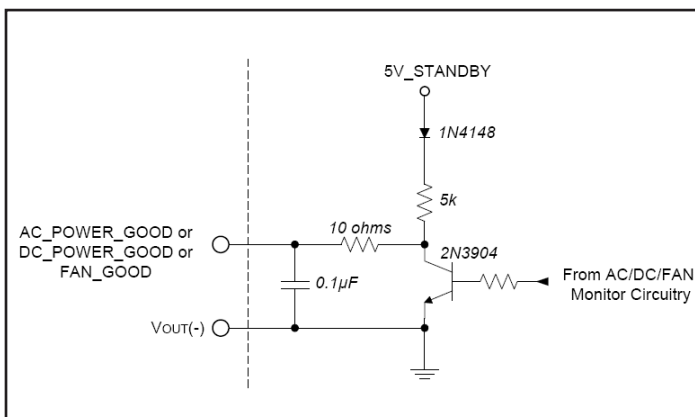 5V_STANDBY
1N4148
5k
10 ohms
2N3904
AC_POWER_GOOD or
DC_POWER_GOOD or
FAN_GOOD
0.1µF
From AC/DC/FAN
Monitor Circuitry
VOUT(-)